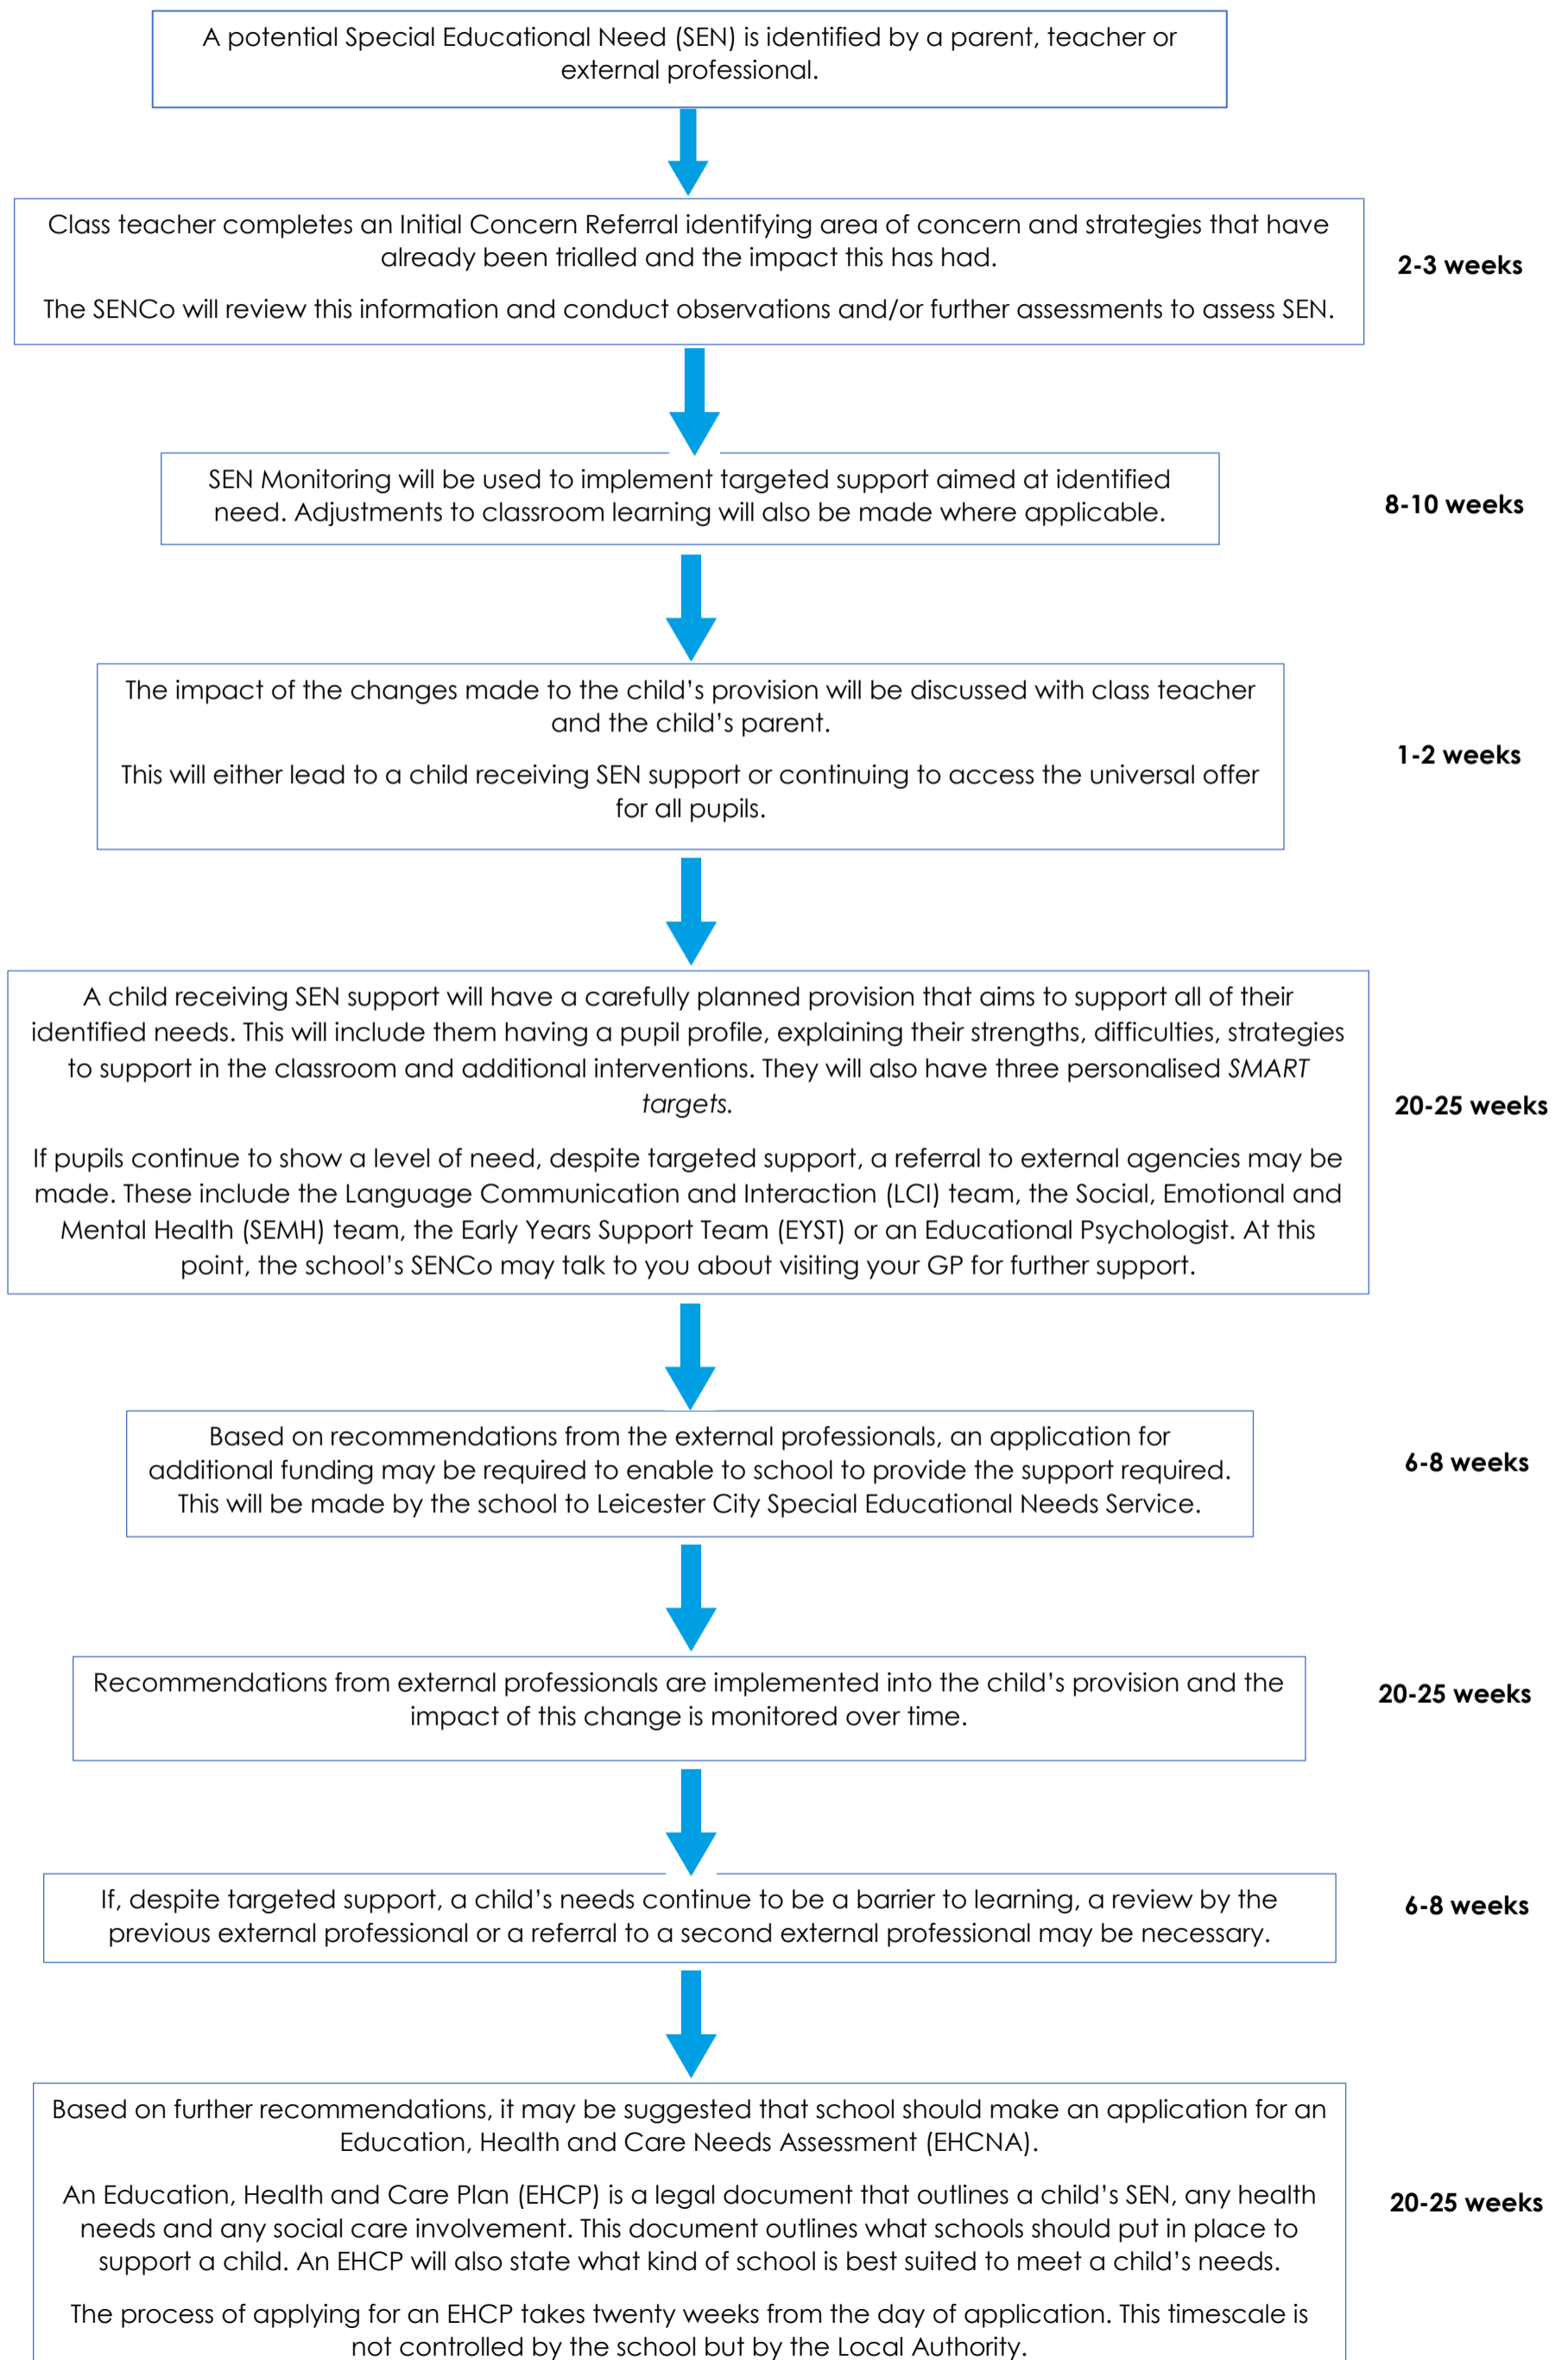 A potential Special Educational Need (SEN) is identified by a parent, teacher or
external professional.
Class teacher completes an Initial Concern Referral identifying area of concern and strategies that have
already been trialled and the impact this has had.
The SENCo will review this information and conduct observations and/or further assessments to assess SEN.
2-3 weeks
SEN Monitoring will be used to implement targeted support aimed at identified
need. Adjustments to classroom learning will also be made where applicable.
8-10 weeks
The impact of the changes made to the child’s provision will be discussed with class teacher
and the child’s parent.
This will either lead to a child receiving SEN support or continuing to access the universal offer
for all pupils.
1-2 weeks
A child receiving SEN support will have a carefully planned provision that aims to support all of their
identified needs. This will include them having a pupil profile, explaining their strengths, difficulties, strategies
to support in the classroom and additional interventions. They will also have three personalised SMART
targets.
If pupils continue to show a level of need, despite targeted support, a referral to external agencies may be
made. These include the Language Communication and Interaction (LCI) team, the Social, Emotional and
Mental Health (SEMH) team, the Early Years Support Team (EYST) or an Educational Psychologist. At this
point, the school’s SENCo may talk to you about visiting your GP for further support.
20-25 weeks
Based on recommendations from the external professionals, an application for
additional funding may be required to enable to school to provide the support required.
This will be made by the school to Leicester City Special Educational Needs Service.
6-8 weeks
Recommendations from external professionals are implemented into the child’s provision and the
impact of this change is monitored over time.
20-25 weeks
If, despite targeted support, a child’s needs continue to be a barrier to learning, a review by the
previous external professional or a referral to a second external professional may be necessary.
6-8 weeks
Based on further recommendations, it may be suggested that school should make an application for an
Education, Health and Care Needs Assessment (EHCNA).
An Education, Health and Care Plan (EHCP) is a legal document that outlines a child’s SEN, any health
needs and any social care involvement. This document outlines what schools should put in place to
support a child. An EHCP will also state what kind of school is best suited to meet a child’s needs.
The process of applying for an EHCP takes twenty weeks from the day of application. This timescale is
not controlled by the school but by the Local Authority.
20-25 weeks